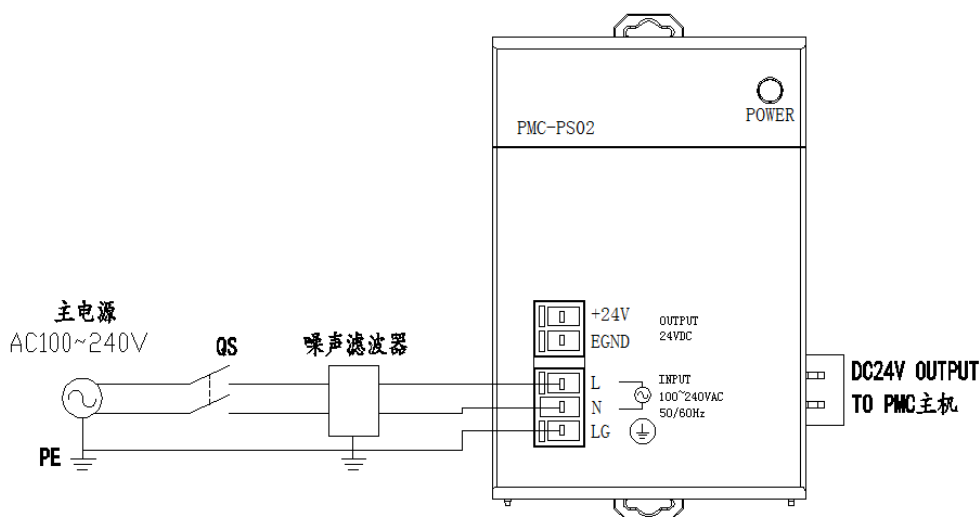 POWER
PMC-PS02
主电源
AC100~240V
QS
噪声滤波器
PE
+24V
EGND
OUTPUT
24VDC
L
N
LG
INPUT
100~240VAC
50/60Hz
DC24V OUTPUT
TO PMC主机